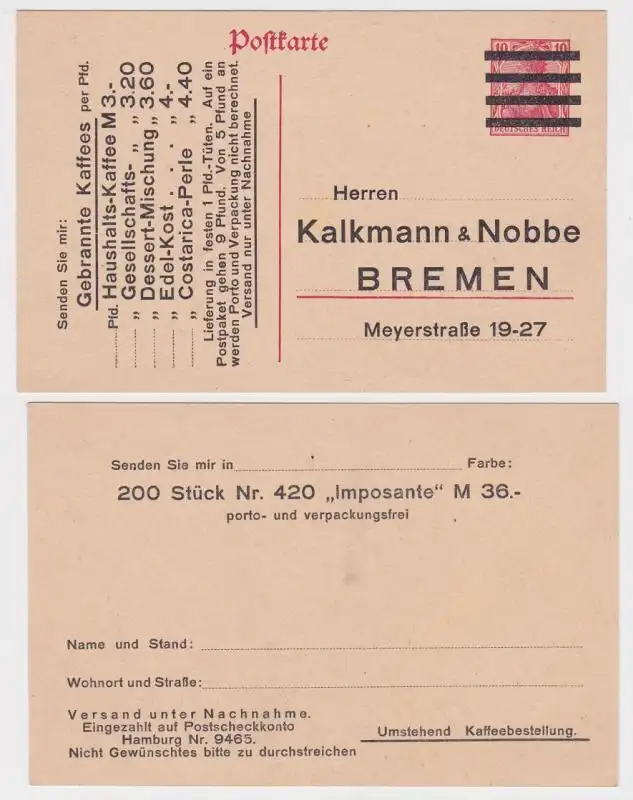 Postkarte
10 10
DEUTSCHES REICH
Senden Sie mir:
Gebrannte Kaffees per Pfd.
Pfd. Haushalts-Kaffee M 3.-
„ Gesellschafts- „ „ 3.20
„ Dessert-Mischung „ 3.60
„ Edel-Kost . . . „ 4.-
„ Costarica-Perle „ 4.40
Lieferung in festen 1 Pfd.-Tüten. Auf ein
Postpaket gehen 9 Pfund. Von 5 Pfund an
werden Porto und Verpackung nicht berechnet.
Versand nur unter Nachnahme
Herren
Kalkmann & Nobbe
BREMEN
Meyerstraße 19-27
Senden Sie mir in Farbe:
200 Stück Nr. 420 „Imposante“ M 36.-
porto- und verpackungsfrei
Name und Stand:
Wohnort und Straße:
Versand unter Nachnahme.
Eingezahlt auf Postscheckkonto
Hamburg Nr. 9465.
Nicht Gewünschtes bitte zu durchstreichen
Umstehend Kaffeebestellung.